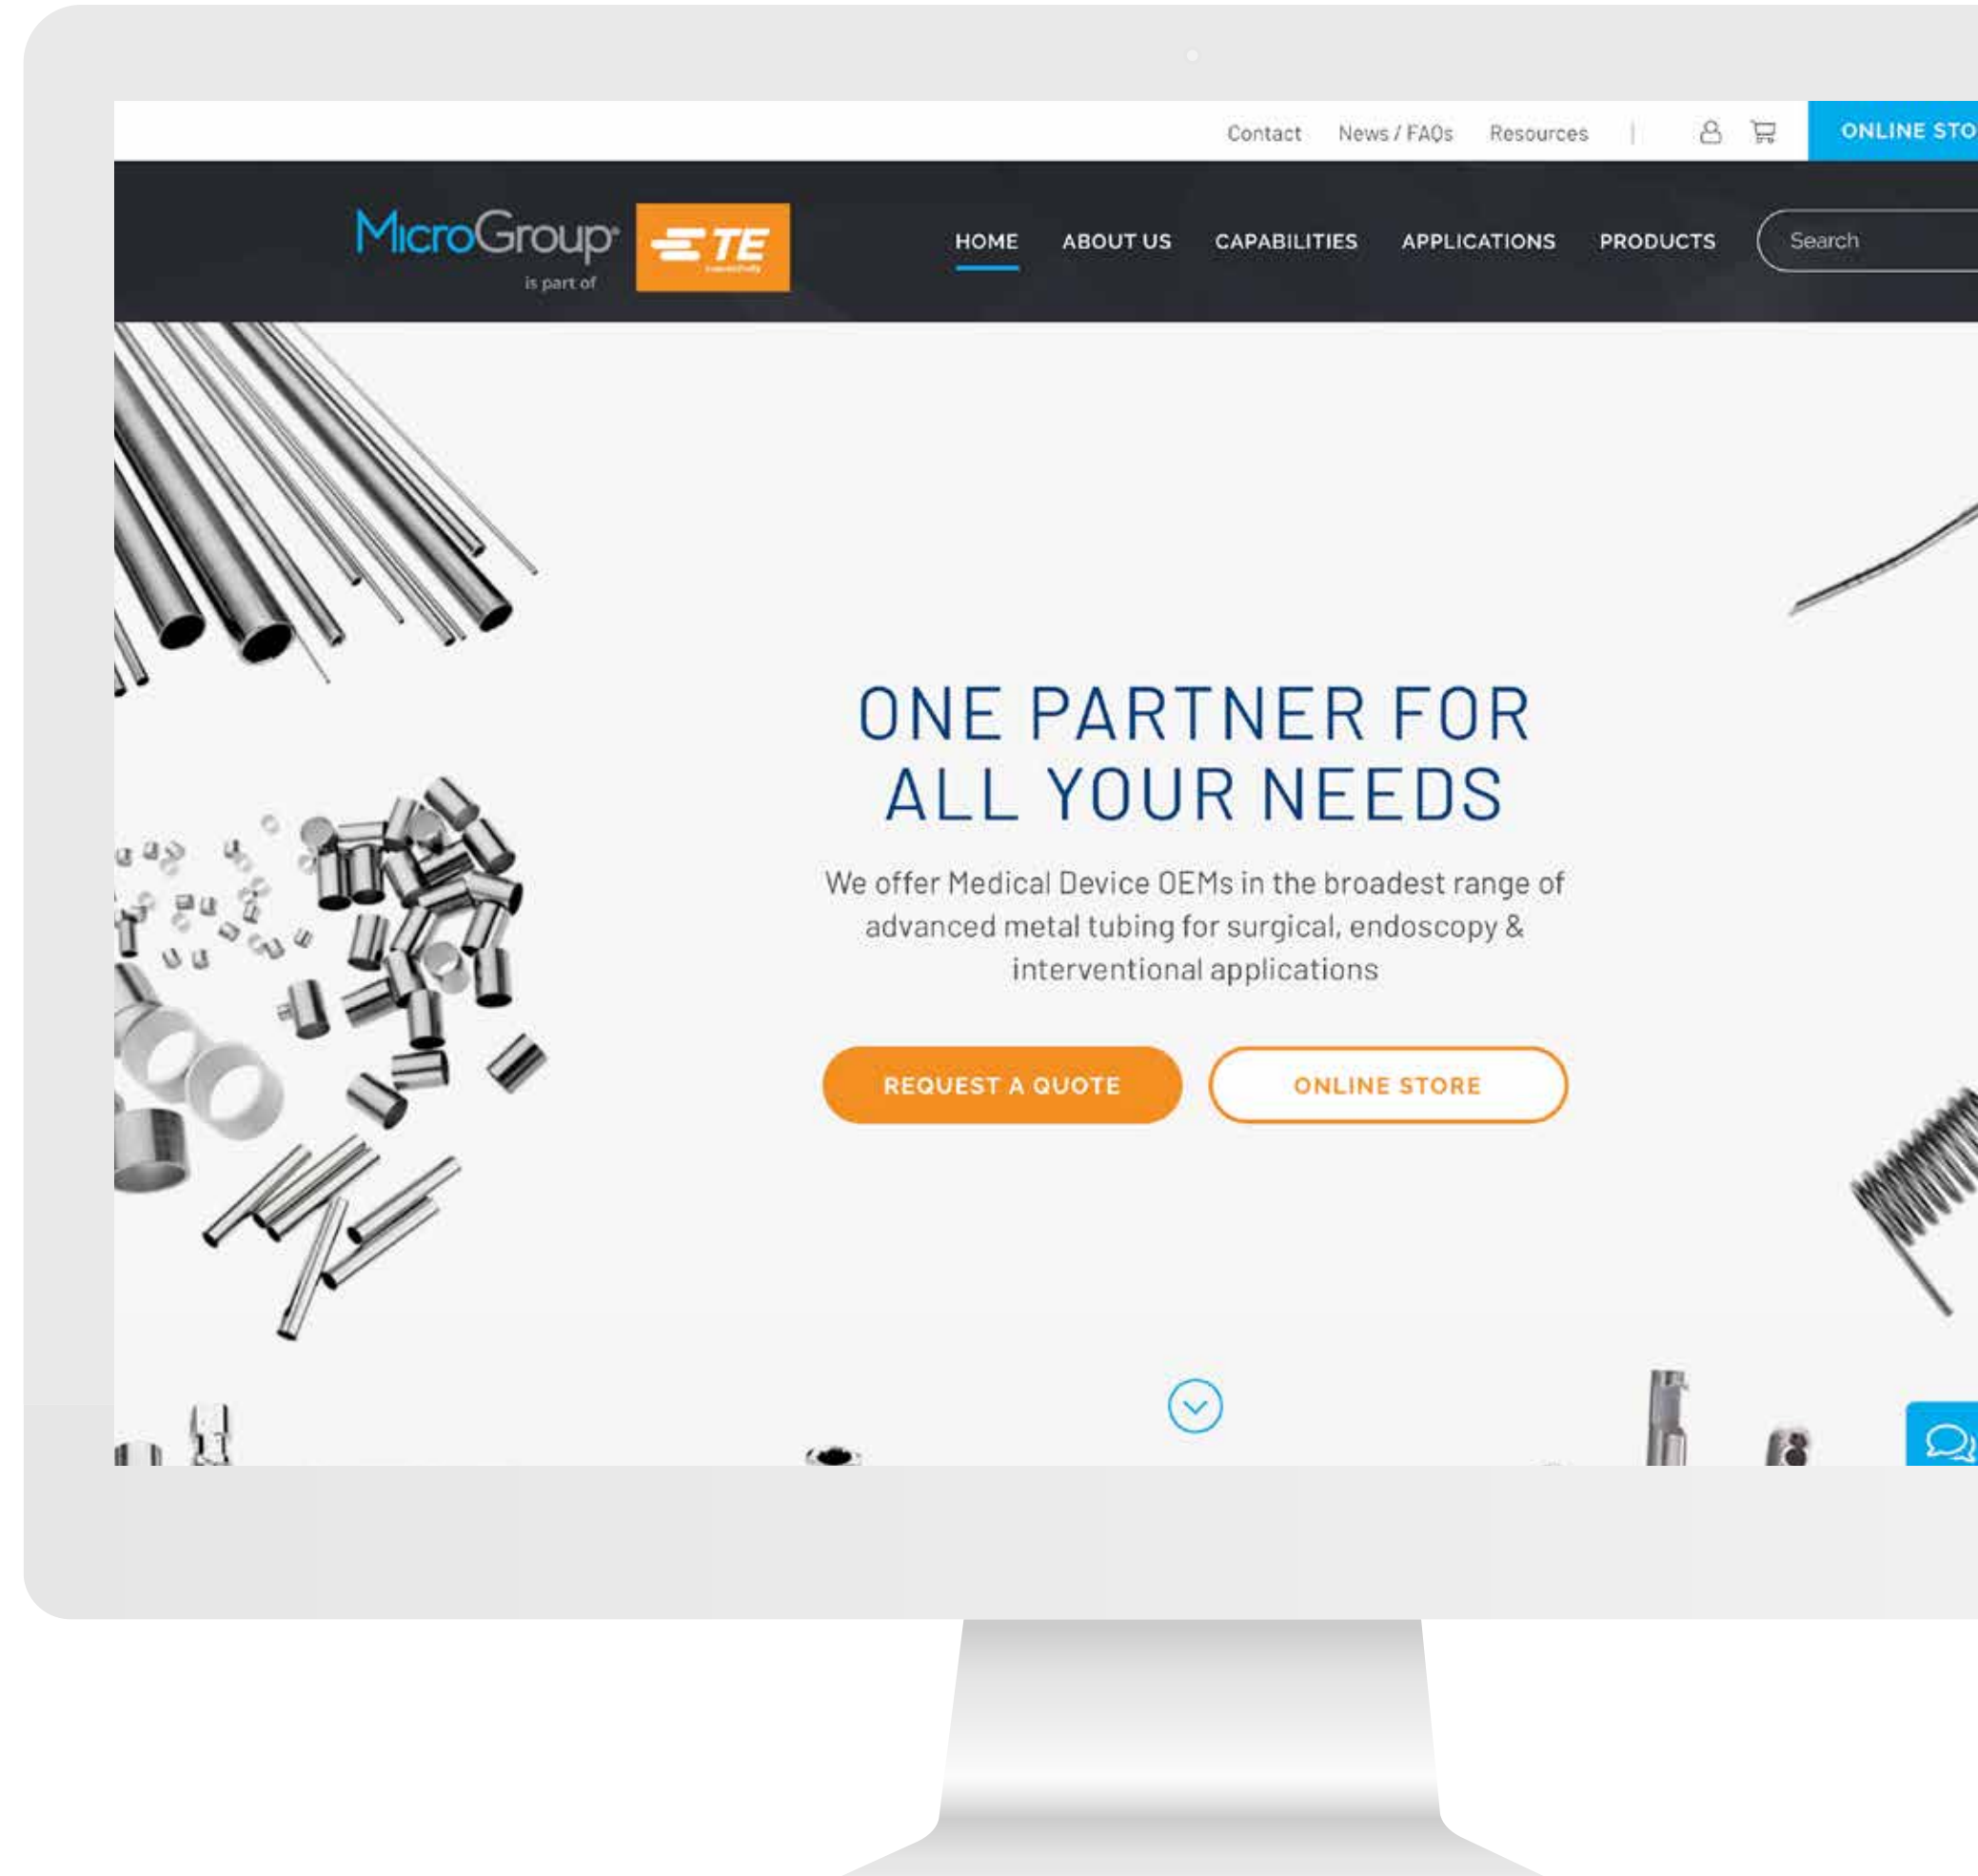 Contact News / FAQs Resources | ONLINE STO
MicroGroup®
is part of
TE
HOME ABOUT US CAPABILITIES APPLICATIONS PRODUCTS Search
ONE PARTNER FOR
ALL YOUR NEEDS
We offer Medical Device OEMs in the broadest range of
advanced metal tubing for surgical, endoscopy &
interventional applications
REQUEST A QUOTE ONLINE STORE